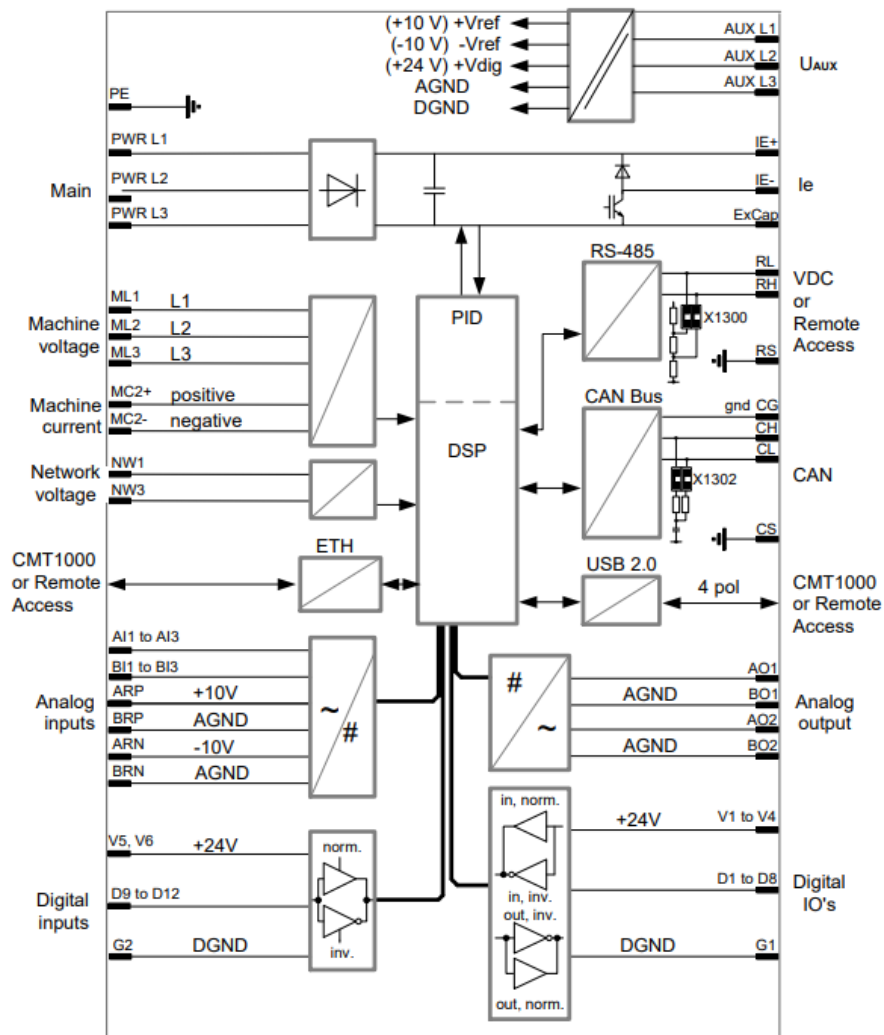 (+10 V) +Vref
(-10 V) -Vref
(+24 V) +Vdig
AGND
DGND
AUX L1
AUX L2
AUX L3
UAUX
PE
PWR L1
PWR L2
PWR L3
Main
IE+
IE-
ExCap
Ie
ML1 L1
ML2 L2
ML3 L3
Machine
voltage
MC2+ positive
MC2- negative
Machine
current
NW1
NW3
Network
voltage
PID
DSP
RS-485
RL
RH
X1300
RS
VDC
or
Remote
Access
CAN Bus
gnd CG
CH
CL
X1302
CS
CAN
ETH
CMT1000
or Remote
Access
USB 2.0
4 pol
CMT1000
or Remote
Access
AI1 to AI3
BI1 to BI3
ARP +10V
BRP AGND
ARN -10V
BRN AGND
Analog
inputs
~
#
#
~
AO1
AGND BO1
AO2
AGND BO2
Analog
output
V5, V6 +24V
D9 to D12
G2 DGND
Digital
inputs
norm.
inv.
in, norm.
in, inv.
out, inv.
out, norm.
+24V V1 to V4
D1 to D8
DGND G1
Digital
IO's